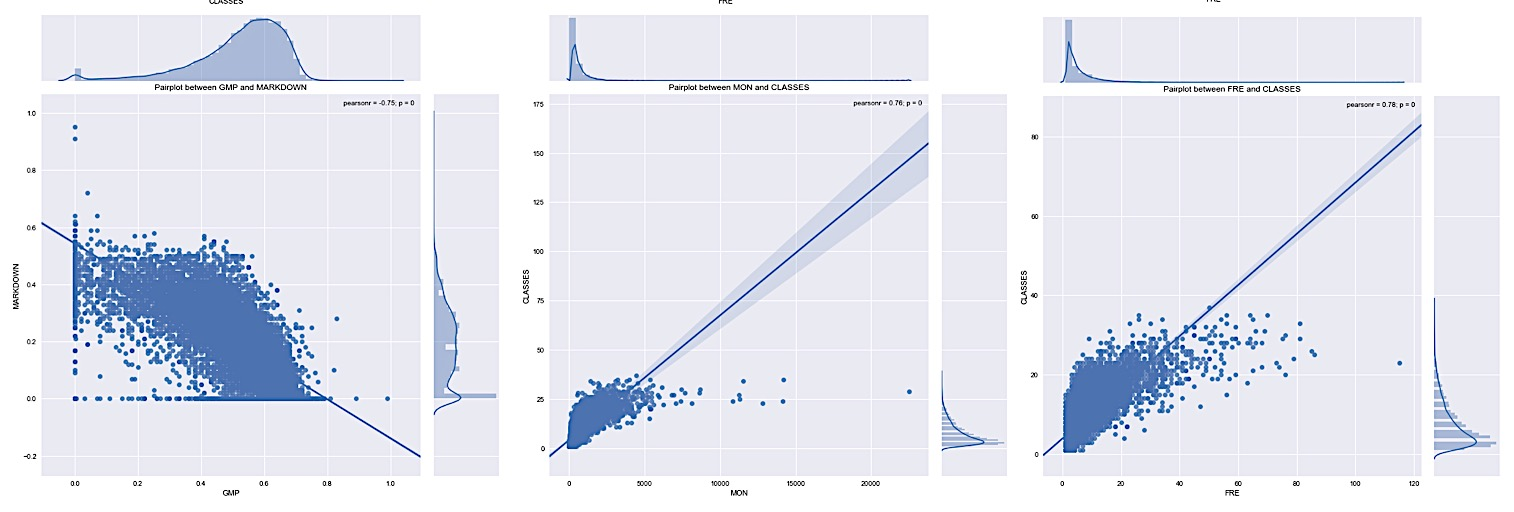 CLASSES
FRE
FRE
Pairplot between GMP and MARKDOWN
pearsonr = -0.75; p = 0
1.0
0.8
0.6
0.4
0.2
0.0
−0.2
MARKDOWN
0.0 0.2 0.4 0.6 0.8 1.0
GMP
Pairplot between MON and CLASSES
pearsonr = 0.76; p = 0
175
150
125
100
75
50
25
0
CLASSES
0 5000 10000 15000 20000
MON
Pairplot between FRE and CLASSES
pearsonr = 0.78; p = 0
80
60
40
20
0
CLASSES
0 20 40 60 80 100 120
FRE